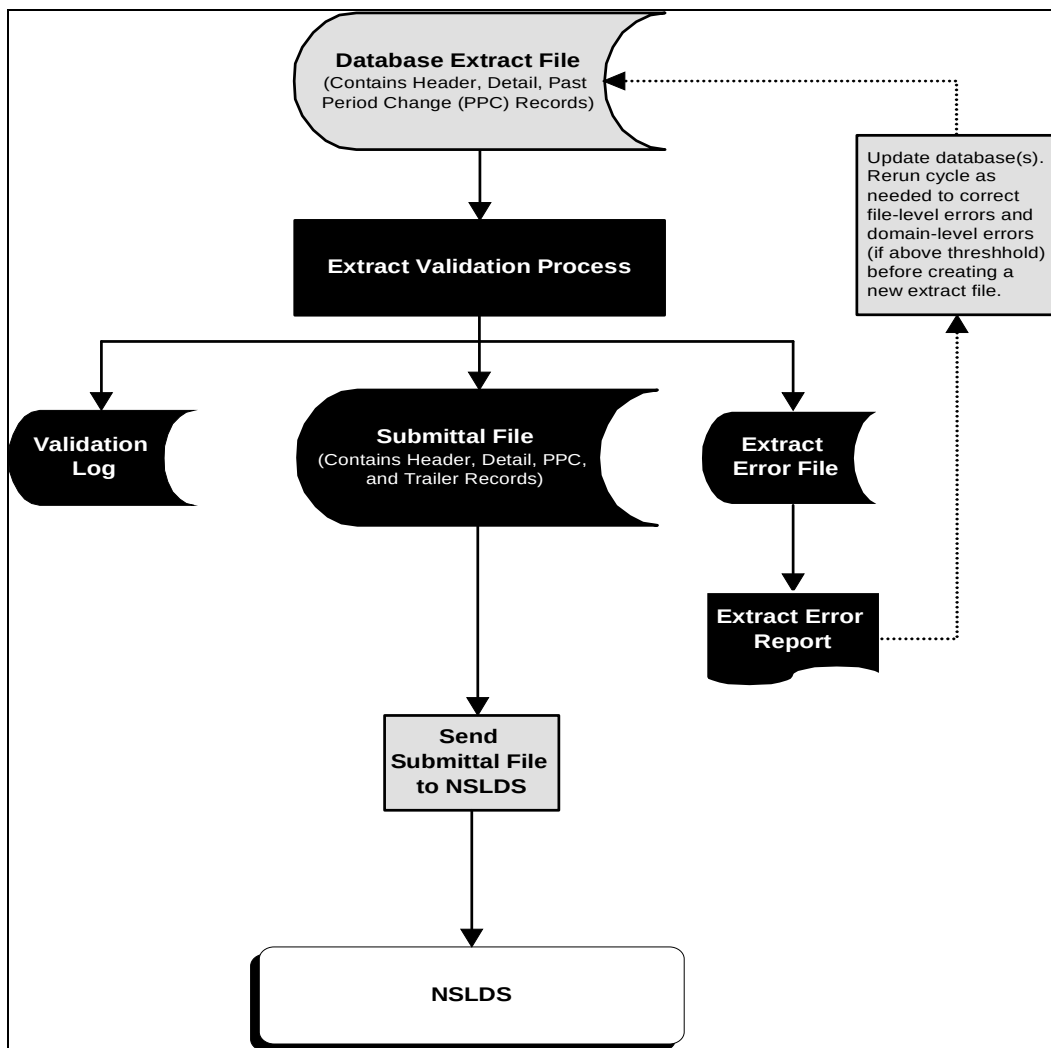 Database Extract File
(Contains Header, Detail, Past
Period Change (PPC) Records)
Update database(s).
Rerun cycle as
needed to correct
file-level errors and
domain-level errors
(if above threshhold)
before creating a
new extract file.
Extract Validation Process
Validation
Log
Submittal File
(Contains Header, Detail, PPC,
and Trailer Records)
Extract
Error File
Extract Error
Report
Send
Submittal File
to NSLDS
NSLDS